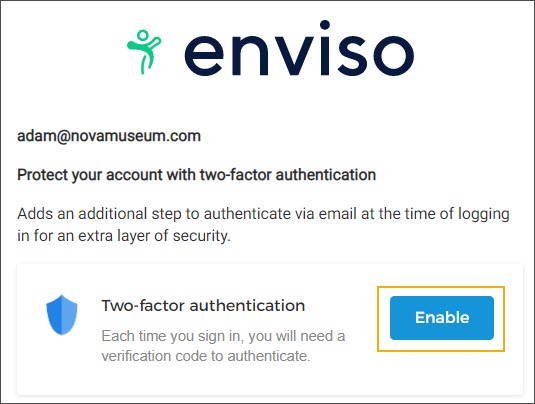 enviso
adam@novamuseum.com
Protect your account with two-factor authentication
Adds an additional step to authenticate via email at the time of logging
in for an extra layer of security.
Two-factor authentication
Each time you sign in, you will need a
verification code to authenticate.
Enable